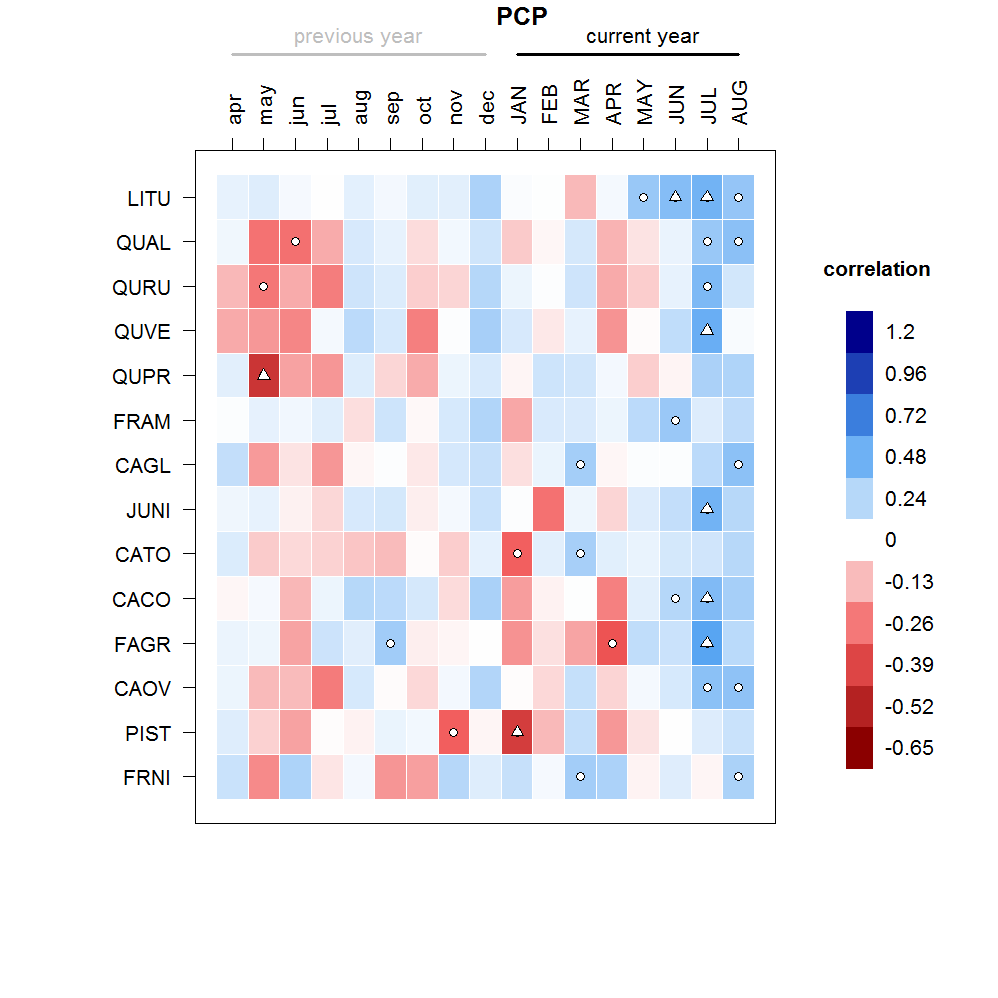 PCP
previous year current year
apr may jun jul aug sep oct nov dec JAN FEB MAR APR MAY JUN JUL AUG
LITU
QUAL
QURU
QUVE
QUPR
FRAM
CAGL
JUNI
CATO
CACO
FAGR
CAOV
PIST
FRNI
correlation
1.2
0.96
0.72
0.48
0.24
0
-0.13
-0.26
-0.39
-0.52
-0.65